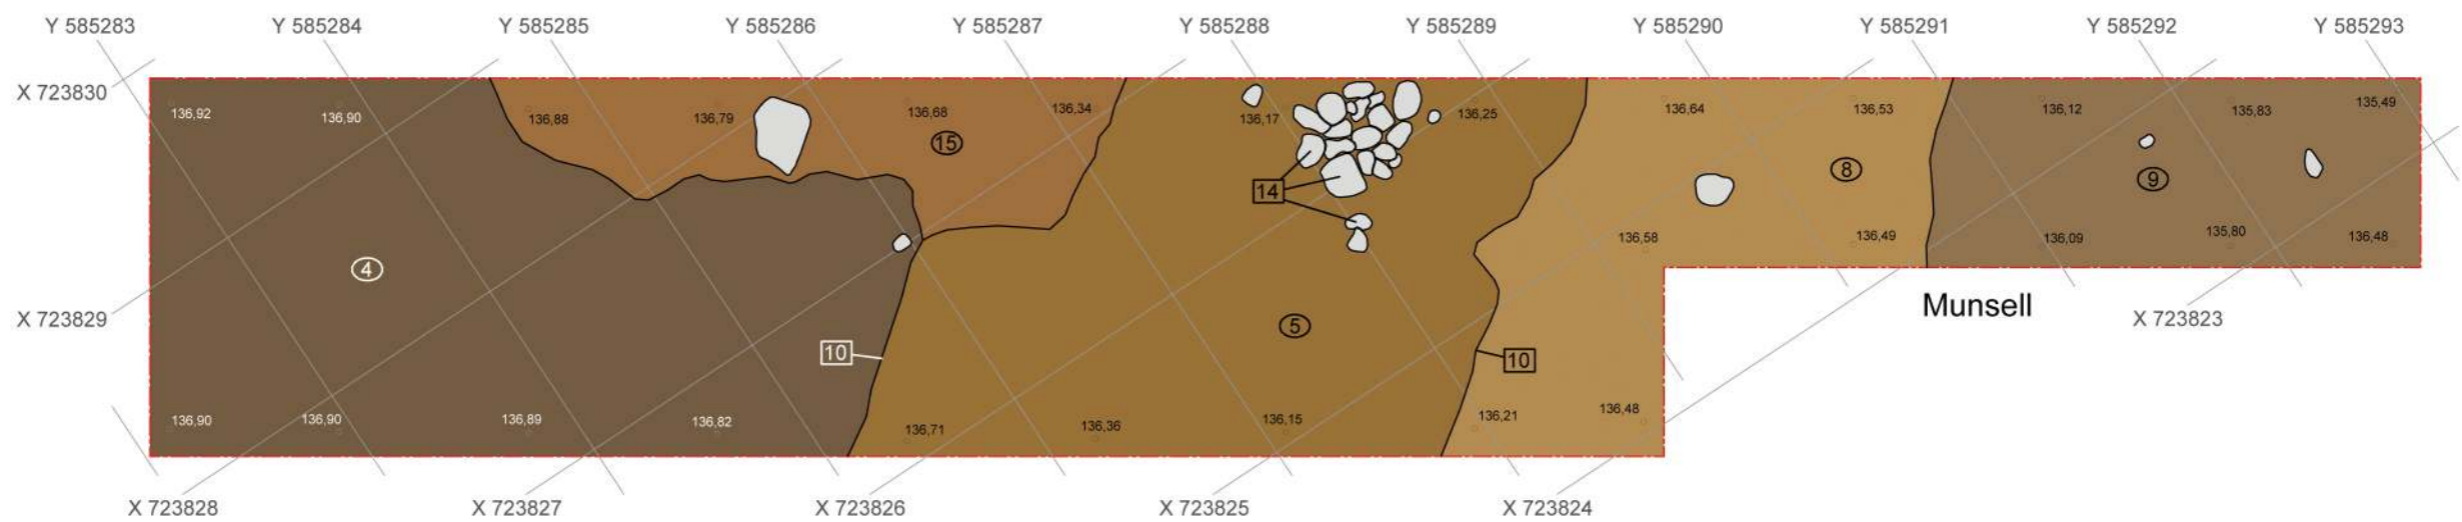 Y 585283 Y 585284 Y 585285 Y 585286 Y 585287 Y 585288 Y 585289 Y 585290 Y 585291 Y 585292 Y 585293
X 723830
136,92 136,90 136,88 136,79 136,68 136,34 136,17 136,25 136,64 136,53 136,12 135,83 135,49
15
8
9
14
136,58 136,49 136,09 135,80 136,48
4
Munsell
X 723829 5 X 723823
10 10
136,90 136,90 136,89 136,82 136,71 136,36 136,15 136,21 136,48
X 723828 X 723827 X 723826 X 723825 X 723824